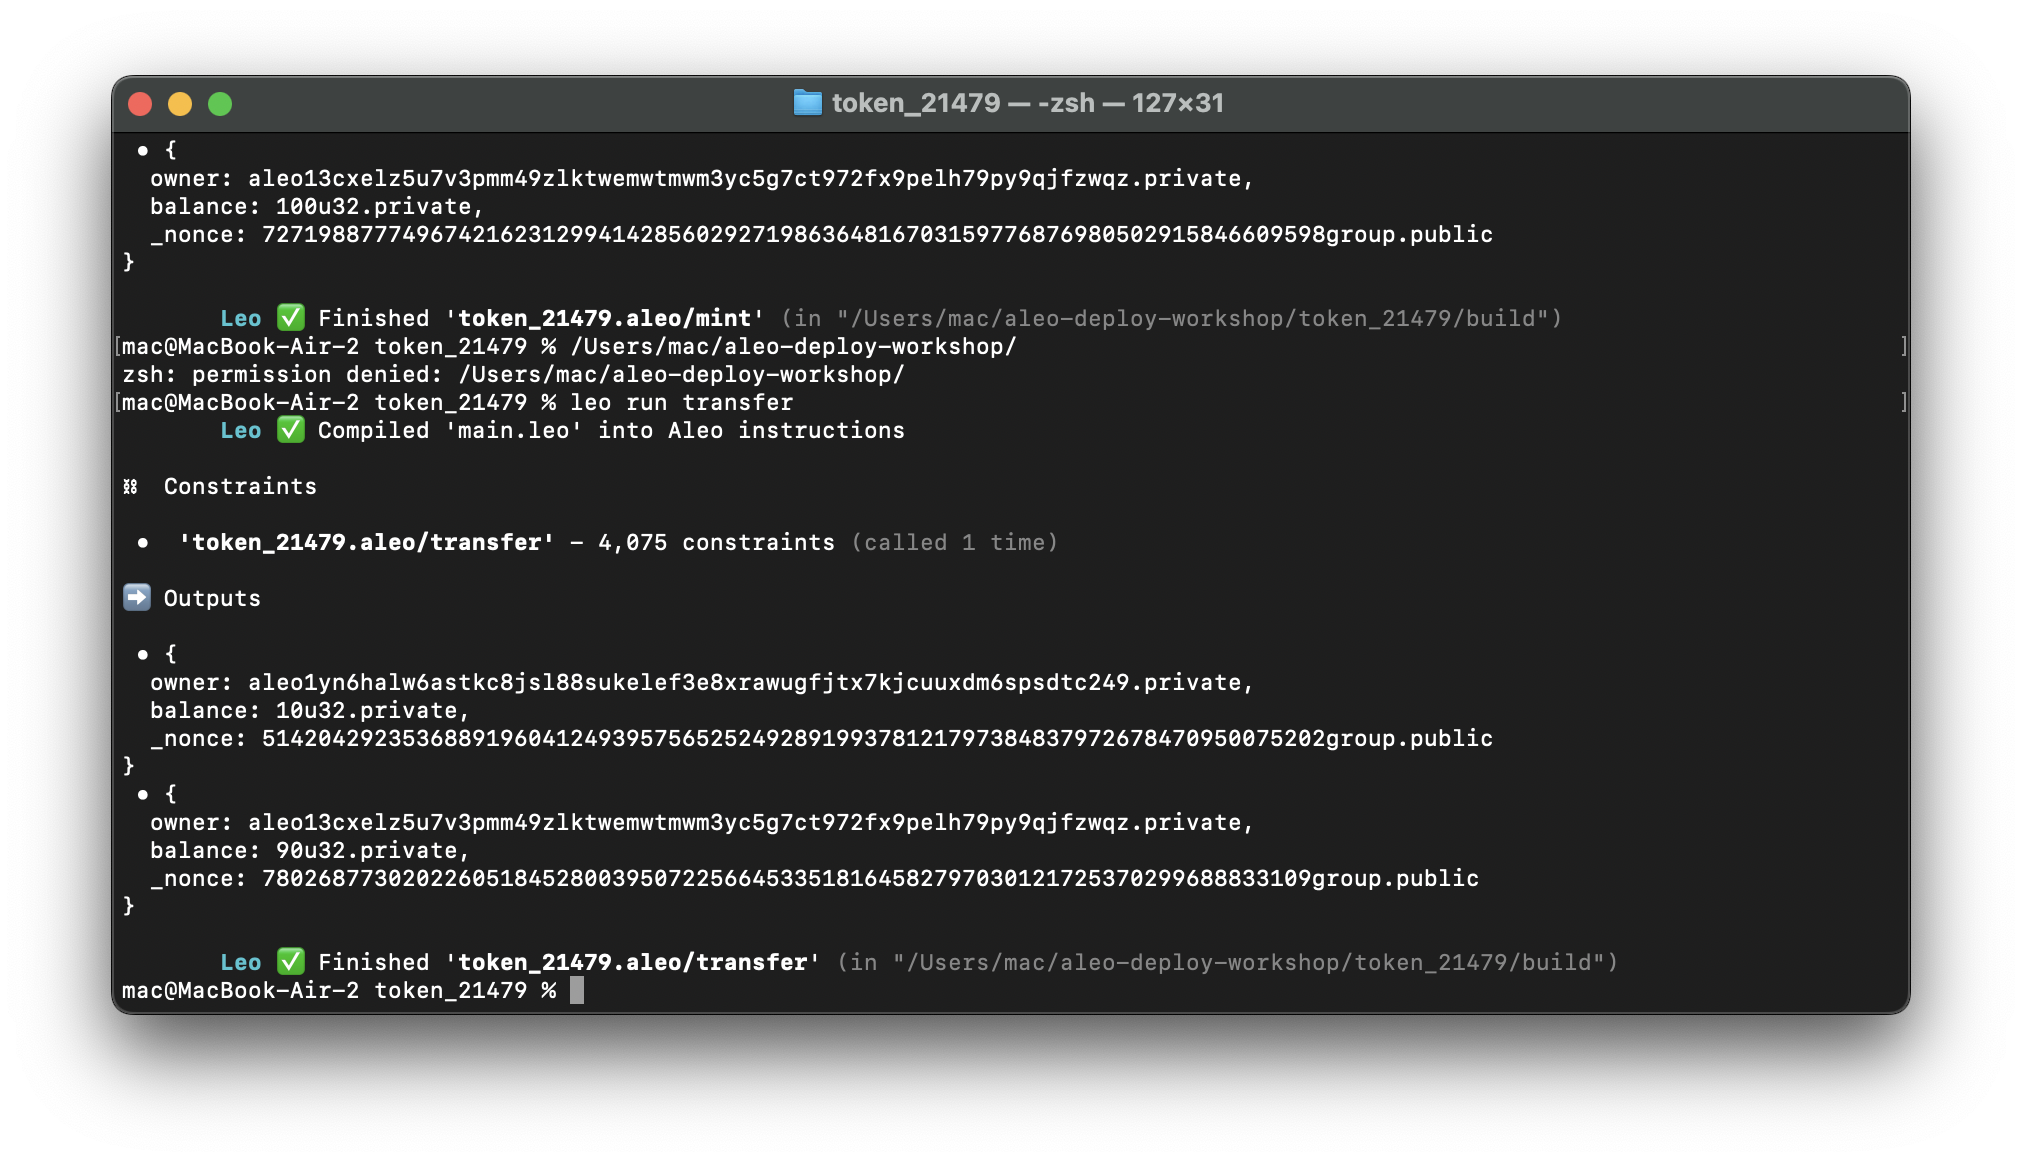 token_21479 — -zsh — 127×31
• {
owner: aleo13cxelz5u7v3pmm49zlktwemwtmwm3yc5g7ct972fx9pelh79py9qjfzwqz.private,
balance: 100u32.private,
_nonce: 7271988777496742162312994142856029271986364816703159776876980502915846609598group.public
}
Leo ✅ Finished 'token_21479.aleo/mint' (in "/Users/mac/aleo-deploy-workshop/token_21479/build")
[mac@MacBook-Air-2 token_21479 % /Users/mac/aleo-deploy-workshop/ ]
zsh: permission denied: /Users/mac/aleo-deploy-workshop/
[mac@MacBook-Air-2 token_21479 % leo run transfer ]
Leo ✅ Compiled 'main.leo' into Aleo instructions
⛓ Constraints
• 'token_21479.aleo/transfer' – 4,075 constraints (called 1 time)
➡️ Outputs
• {
owner: aleo1yn6halw6astkc8jsl88sukelef3e8xrawugfjtx7kjcuuxdm6spsdtc249.private,
balance: 10u32.private,
_nonce: 5142042923536889196041249395756525249289199378121797384837972678470950075202group.public
}
• {
owner: aleo13cxelz5u7v3pmm49zlktwemwtmwm3yc5g7ct972fx9pelh79py9qjfzwqz.private,
balance: 90u32.private,
_nonce: 780268773020226051845280039507225664533518164582797030121725370299688833109group.public
}
Leo ✅ Finished 'token_21479.aleo/transfer' (in "/Users/mac/aleo-deploy-workshop/token_21479/build")
mac@MacBook-Air-2 token_21479 %